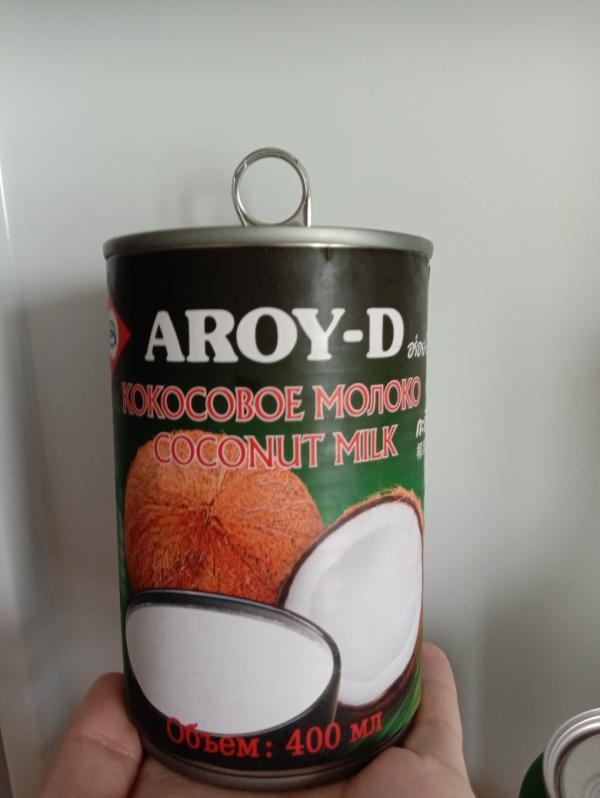 AROY-D
КОКОСОВОЕ МОЛОКО
COCONUT MILK
Объем: 400 мл